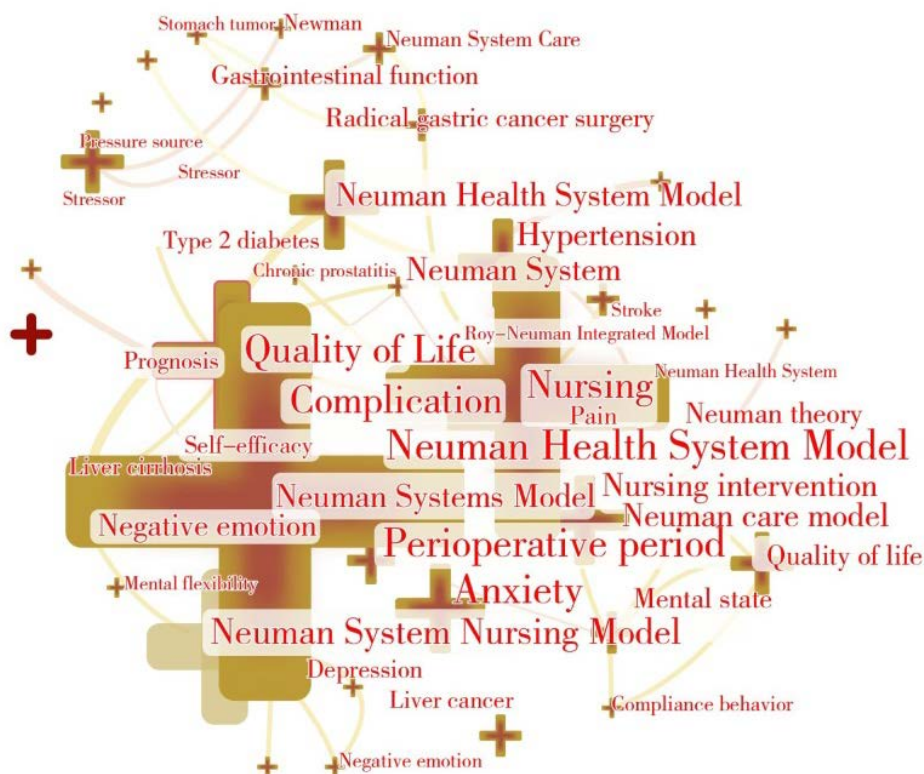 Stomach tumor
Newman
Neuman System Care
Gastrointestinal function
Radical gastric cancer surgery
Pressure source
Stressor
Stressor
Neuman Health System Model
Type 2 diabetes
Hypertension
Chronic prostatitis
Neuman System
Stroke
Roy-Neuman Integrated Model
Prognosis
Quality of Life
Neuman Health System
Nursing
Complication
Pain
Neuman theory
Self-efficacy
Neuman Health System Model
Liver cirrhosis
Neuman Systems Model
Nursing intervention
Negative emotion
Neuman care model
Perioperative period
Quality of life
Mental flexibility
Anxiety
Mental state
Neuman System Nursing Model
Depression
Liver cancer
Compliance behavior
Negative emotion